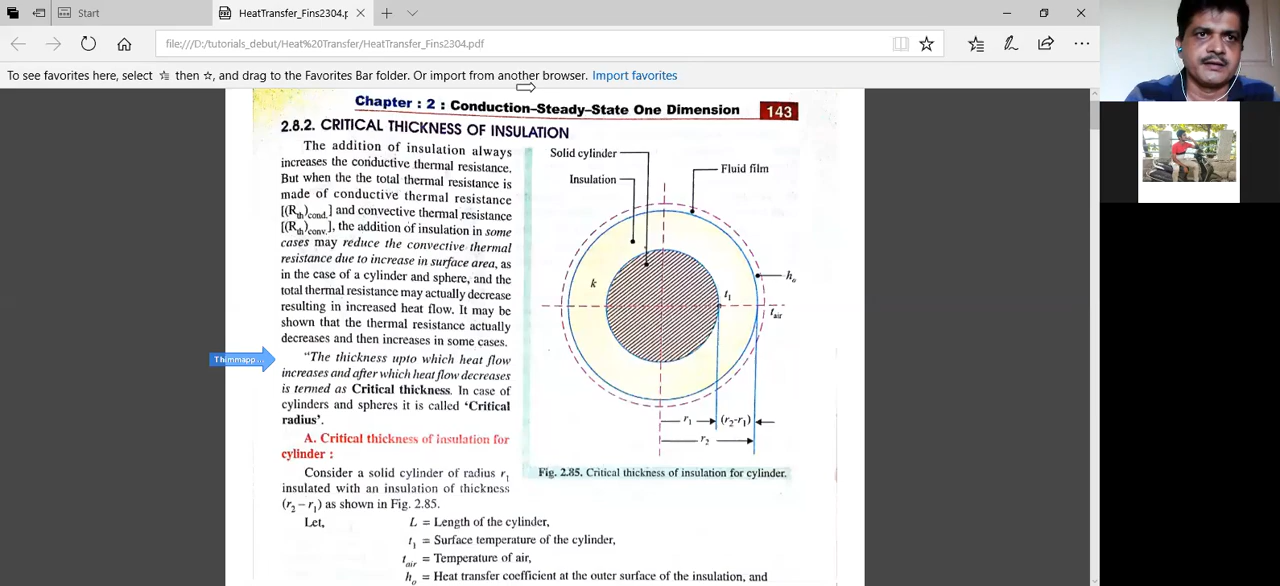 Start
HeatTransfer_Fins2304.p
file:///D:/tutorials_debut/Heat%20Transfer/HeatTransfer_Fins2304.pdf
To see favorites here, select ☆ then ☆, and drag to the Favorites Bar folder. Or import from another browser. Import favorites
Chapter : 2 : Conduction–Steady–State One Dimension 143
2.8.2. CRITICAL THICKNESS OF INSULATION
The addition of insulation always
increases the conductive thermal resistance.
But when the the total thermal resistance is
made of conductive thermal resistance
[(Rth)cond.] and convective thermal resistance
[(Rth)conv.], the addition of insulation in some
cases may reduce the convective thermal
resistance due to increase in surface area, as
in the case of a cylinder and sphere, and the
total thermal resistance may actually decrease
resulting in increased heat flow. It may be
shown that the thermal resistance actually
decreases and then increases in some cases.
Thimmapp...
"The thickness upto which heat flow
increases and after which heat flow decreases
is termed as Critical thickness. In case of
cylinders and spheres it is called 'Critical
radius'.
A. Critical thickness of insulation for
cylinder :
Consider a solid cylinder of radius r1
insulated with an insulation of thickness
(r2 – r1) as shown in Fig. 2.85.
Solid cylinder
Insulation
Fluid film
k
t1
ho
tair
r1
(r2-r1)
r2
Fig. 2.85. Critical thickness of insulation for cylinder.
Let, L = Length of the cylinder,
t1 = Surface temperature of the cylinder,
tair = Temperature of air,
ho = Heat transfer coefficient at the outer surface of the insulation, and